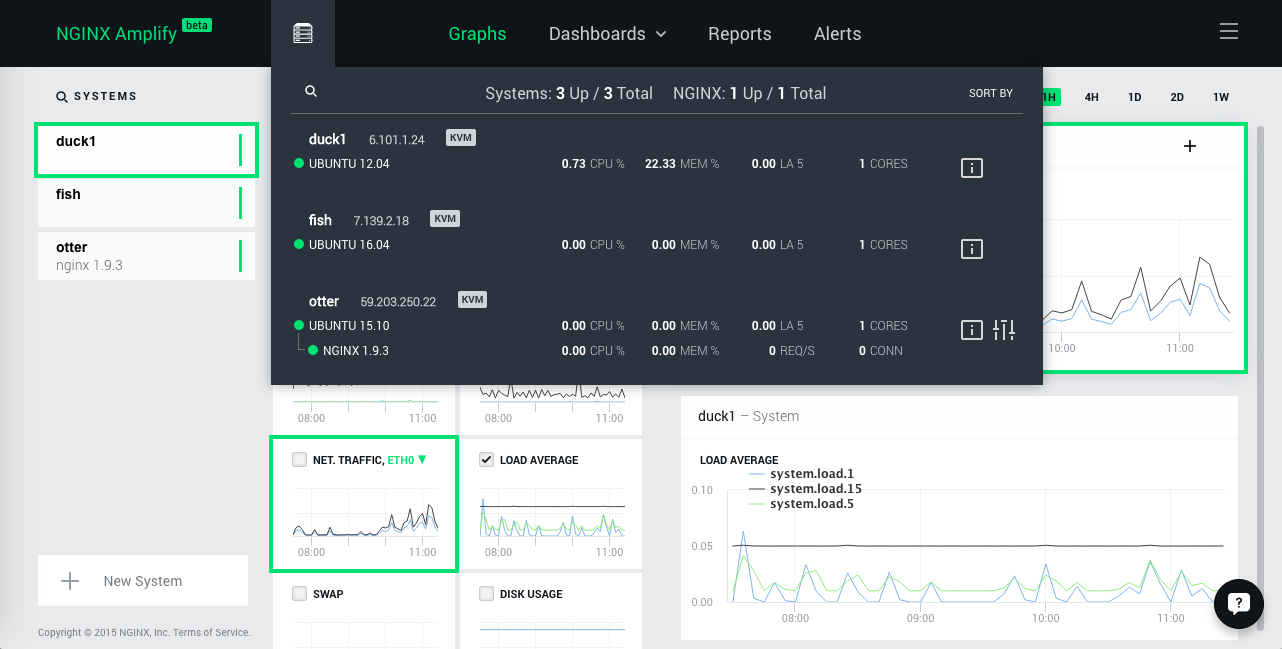 NGINX Amplify beta
Graphs Dashboards Reports Alerts
SYSTEMS
duck1
fish
otter
nginx 1.9.3
New System
Copyright © 2015 NGINX, Inc. Terms of Service.
Systems: 3 Up / 3 Total NGINX: 1 Up / 1 Total SORT BY
duck1 6.101.1.24 KVM
UBUNTU 12.04 0.73 CPU % 22.33 MEM % 0.00 LA 5 1 CORES
fish 7.139.2.18 KVM
UBUNTU 16.04 0.00 CPU % 0.00 MEM % 0.00 LA 5 1 CORES
otter 59.203.250.22 KVM
UBUNTU 15.10 0.00 CPU % 0.00 MEM % 0.00 LA 5 1 CORES
NGINX 1.9.3 0.00 CPU % 0.00 MEM % 0 REQ/S 0 CONN
1H 4H 1D 2D 1W
+
10:00 11:00
08:00 11:00
08:00 11:00
NET. TRAFFIC, ETH0 ▼
08:00 11:00
LOAD AVERAGE
08:00 11:00
SWAP
DISK USAGE
duck1 – System
LOAD AVERAGE
system.load.1
system.load.15
system.load.5
0.10
0.05
0.00
08:00 09:00 10:00 11:00